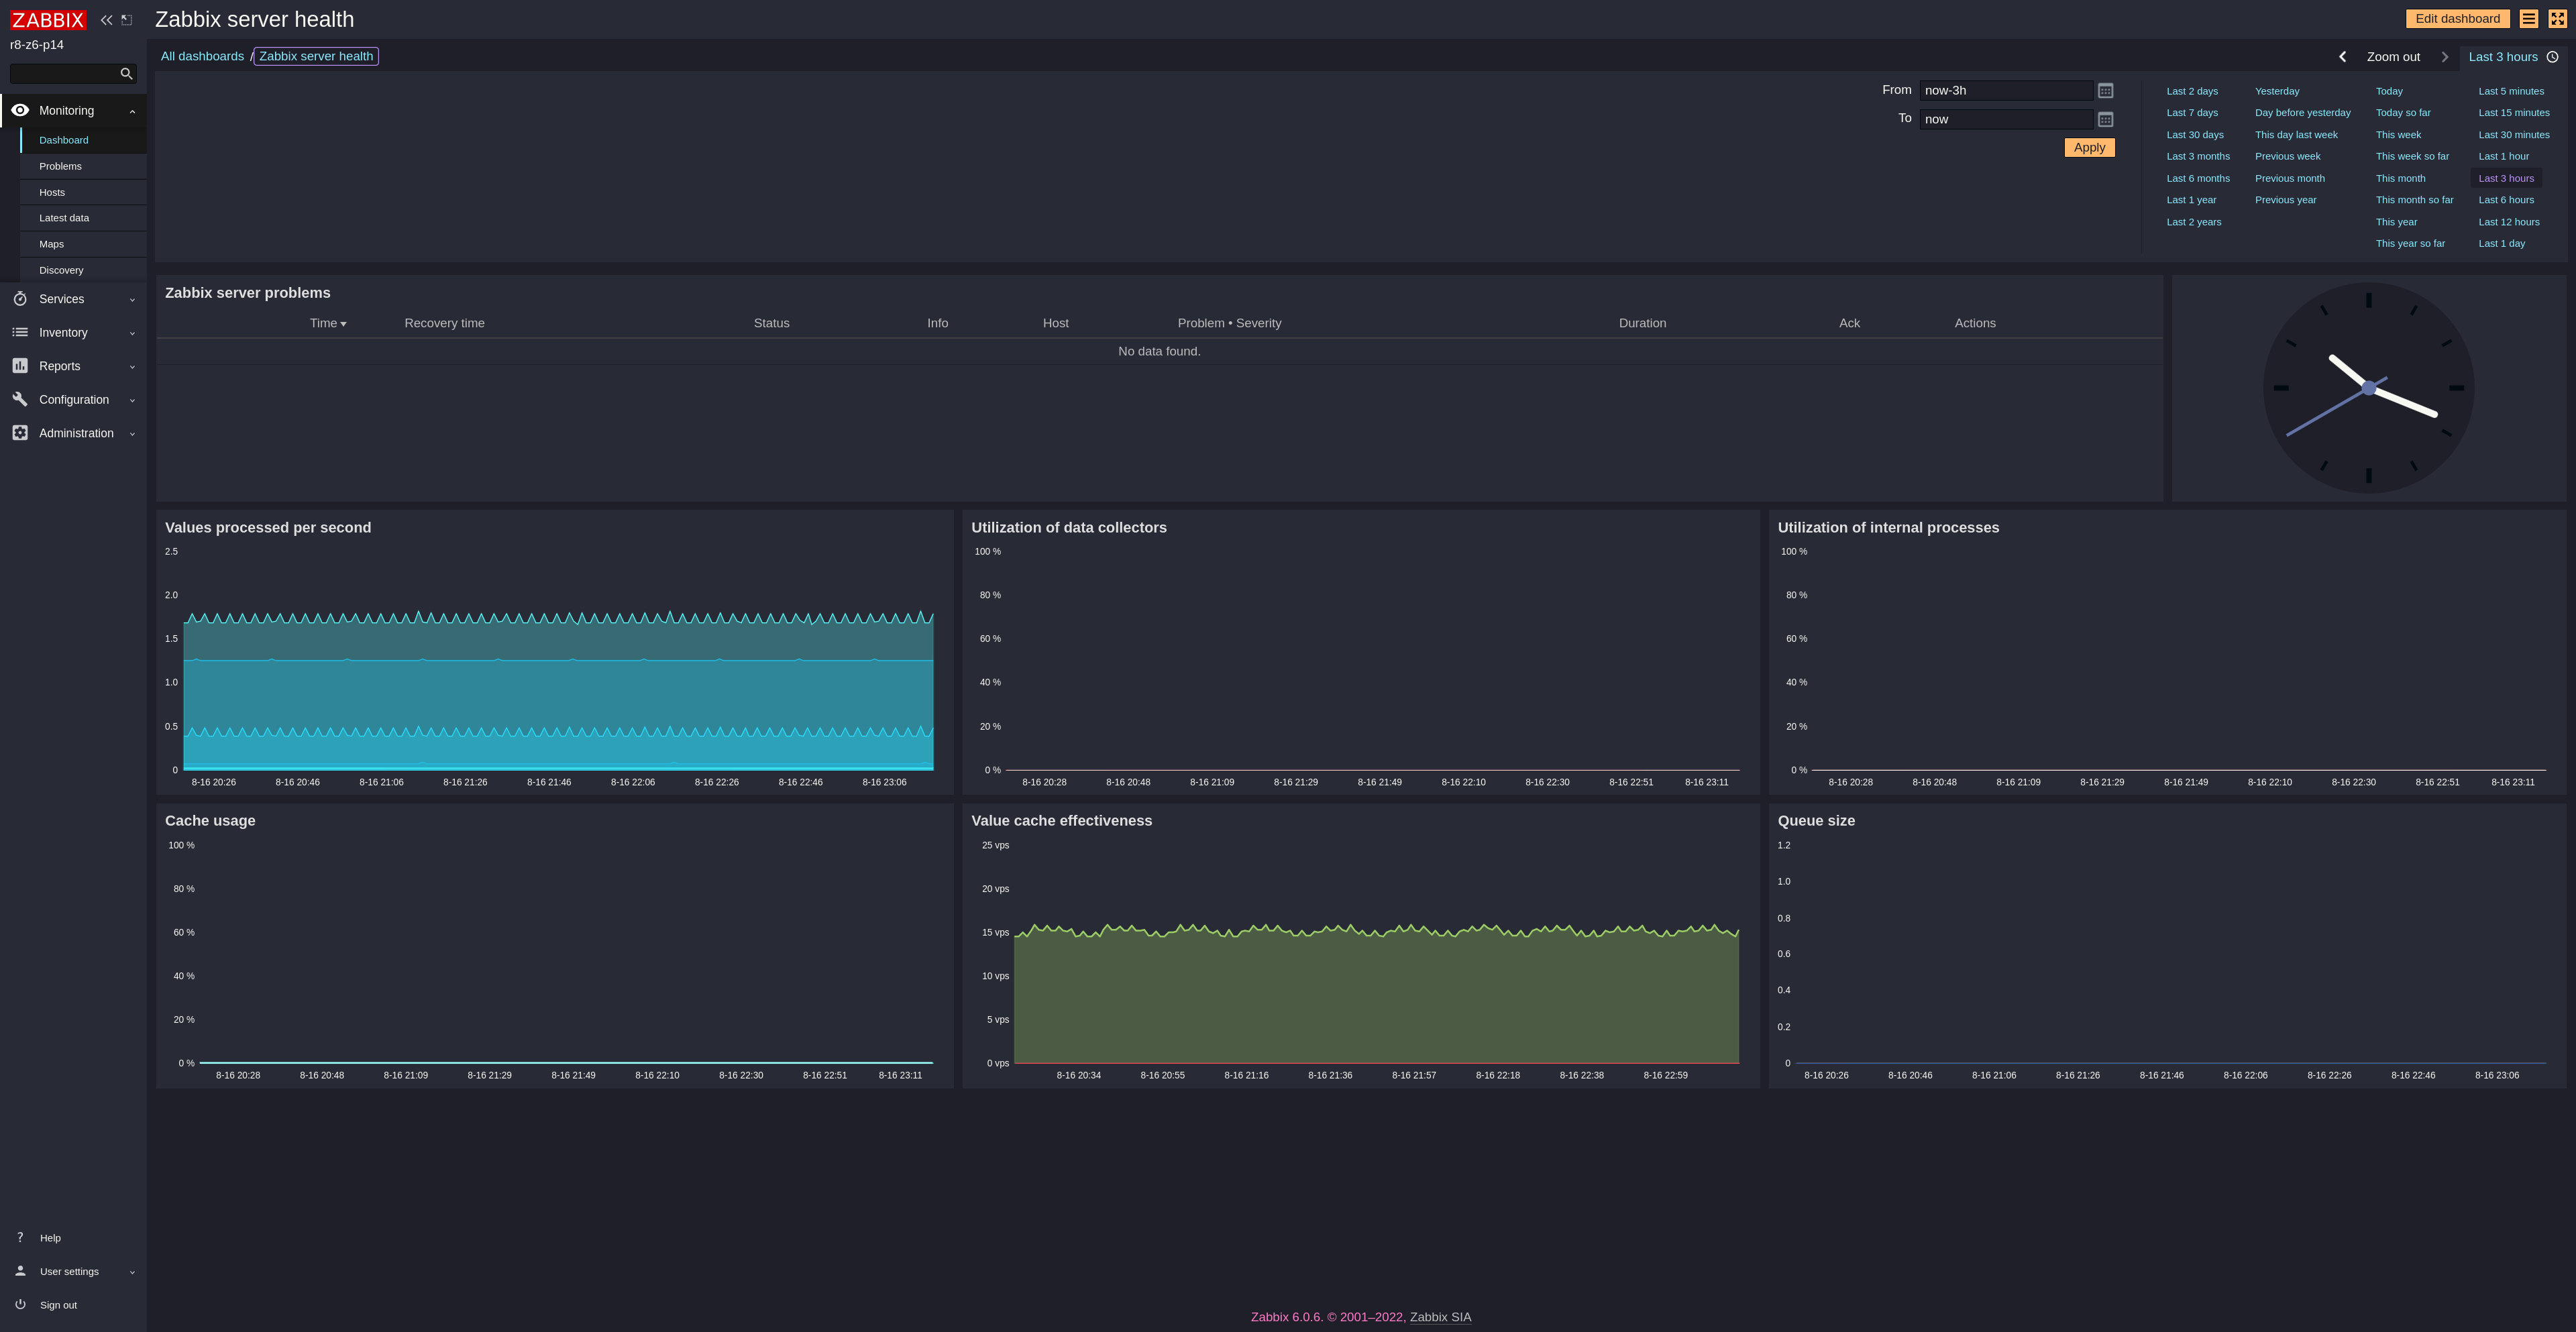 ZABBIX
r8-z6-p14
Monitoring
Dashboard
Problems
Hosts
Latest data
Maps
Discovery
Services
Inventory
Reports
Configuration
Administration
? Help
User settings
Sign out
Zabbix server health
Edit dashboard
All dashboards / Zabbix server health
Zoom out
Last 3 hours
From now-3h
To now
Apply
Last 2 days Yesterday Today Last 5 minutes
Last 7 days Day before yesterday Today so far Last 15 minutes
Last 30 days This day last week This week Last 30 minutes
Last 3 months Previous week This week so far Last 1 hour
Last 6 months Previous month This month Last 3 hours
Last 1 year Previous year This month so far Last 6 hours
Last 2 years This year Last 12 hours
This year so far Last 1 day
Zabbix server problems
Time Recovery time Status Info Host Problem • Severity Duration Ack Actions
No data found.
Values processed per second
2.5
2.0
1.5
1.0
0.5
0
8-16 20:26 8-16 20:46 8-16 21:06 8-16 21:26 8-16 21:46 8-16 22:06 8-16 22:26 8-16 22:46 8-16 23:06
Utilization of data collectors
100 %
80 %
60 %
40 %
20 %
0 %
8-16 20:28 8-16 20:48 8-16 21:09 8-16 21:29 8-16 21:49 8-16 22:10 8-16 22:30 8-16 22:51 8-16 23:11
Utilization of internal processes
100 %
80 %
60 %
40 %
20 %
0 %
8-16 20:28 8-16 20:48 8-16 21:09 8-16 21:29 8-16 21:49 8-16 22:10 8-16 22:30 8-16 22:51 8-16 23:11
Cache usage
100 %
80 %
60 %
40 %
20 %
0 %
8-16 20:28 8-16 20:48 8-16 21:09 8-16 21:29 8-16 21:49 8-16 22:10 8-16 22:30 8-16 22:51 8-16 23:11
Value cache effectiveness
25 vps
20 vps
15 vps
10 vps
5 vps
0 vps
8-16 20:34 8-16 20:55 8-16 21:16 8-16 21:36 8-16 21:57 8-16 22:18 8-16 22:38 8-16 22:59
Queue size
1.2
1.0
0.8
0.6
0.4
0.2
0
8-16 20:26 8-16 20:46 8-16 21:06 8-16 21:26 8-16 21:46 8-16 22:06 8-16 22:26 8-16 22:46 8-16 23:06
Zabbix 6.0.6. © 2001–2022, Zabbix SIA